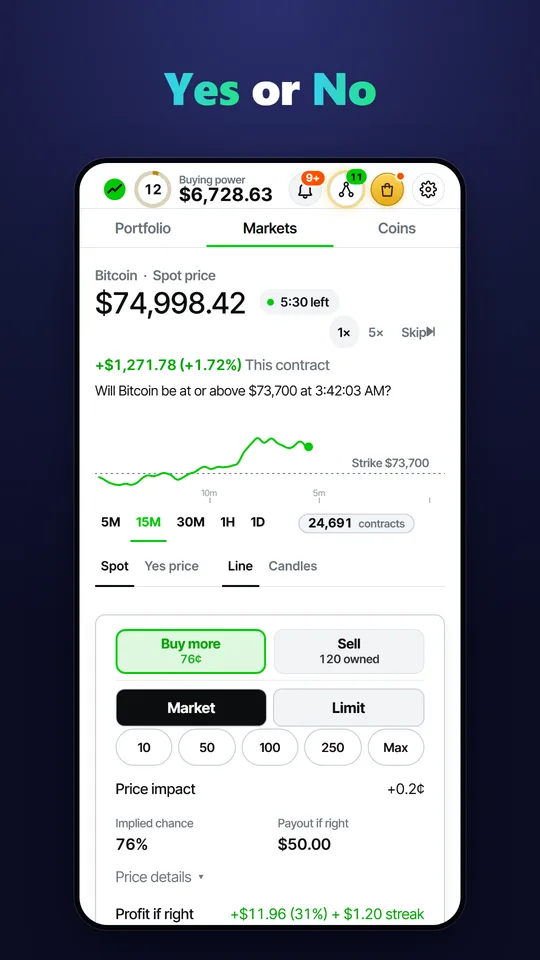 Yes or No
12
Buying power
$6,728.63
9+
11
Portfolio Markets Coins
Bitcoin · Spot price
$74,998.42
5:30 left
1× 5× Skip
+$1,271.78 (+1.72%) This contract
Will Bitcoin be at or above $73,700 at 3:42:03 AM?
Strike $73,700
10m 5m
5M 15M 30M 1H 1D
24,691 contracts
Spot Yes price Line Candles
Buy more Sell
76¢ 120 owned
Market Limit
10 50 100 250 Max
Price impact +0.2¢
Implied chance Payout if right
76% $50.00
Price details ▾
Profit if right +$11.96 (31%) + $1.20 streak